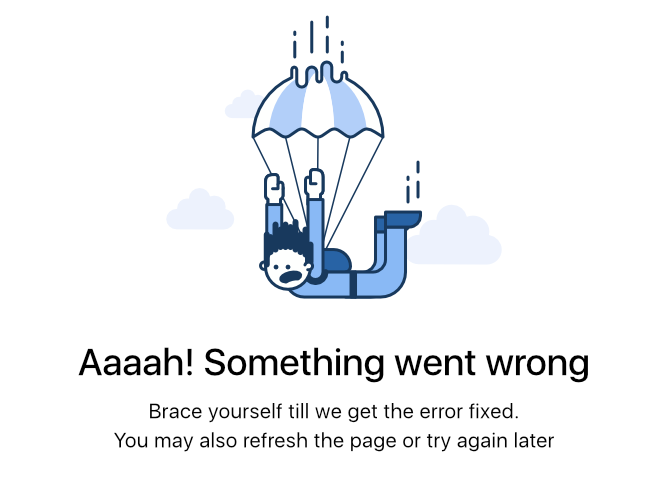 Aaaah! Something went wrong
Brace yourself till we get the error fixed.
You may also refresh the page or try again later